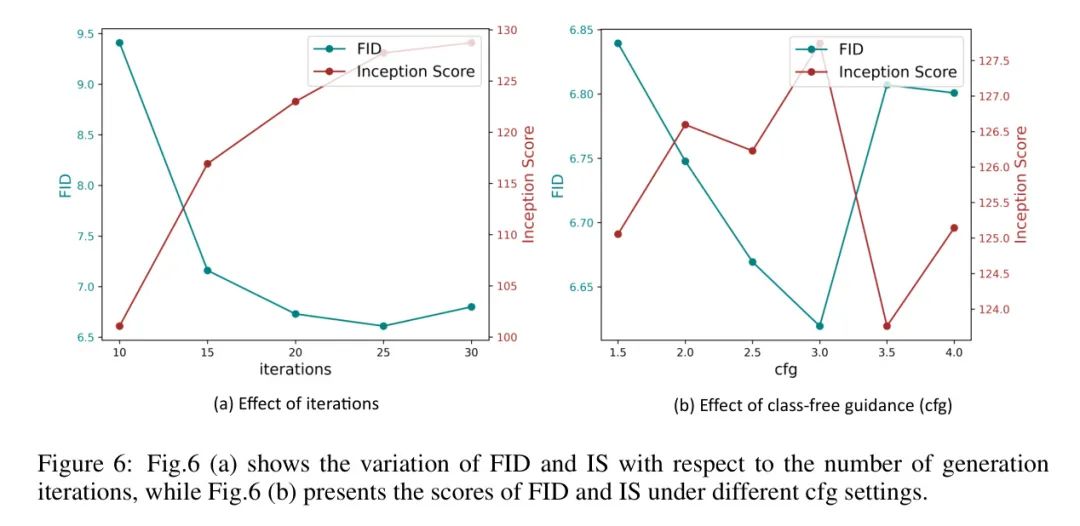 9.5
9.0
8.5
8.0
7.5
7.0
6.5
FID
10
15
20
25
30
iterations
130
125
120
115
110
105
100
Inception Score
FID
Inception Score
(a) Effect of iterations
6.85
6.80
6.75
6.70
6.65
FID
1.5
2.0
2.5
3.0
3.5
4.0
cfg
127.5
127.0
126.5
126.0
125.5
125.0
124.5
124.0
Inception Score
FID
Inception Score
(b) Effect of class-free guidance (cfg)
Figure 6: Fig.6 (a) shows the variation of FID and IS with respect to the number of generation
iterations, while Fig.6 (b) presents the scores of FID and IS under different cfg settings.